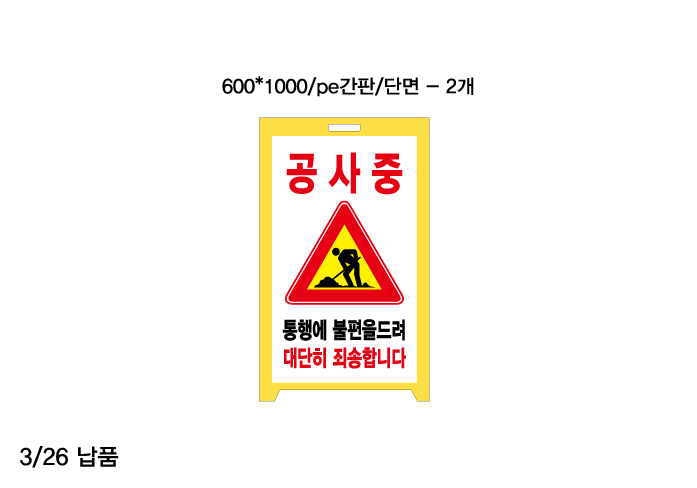 600*1000/pe간판/단면 - 2개
공 사 중
통행에 불편을드려
대단히 죄송합니다
3/26 납품